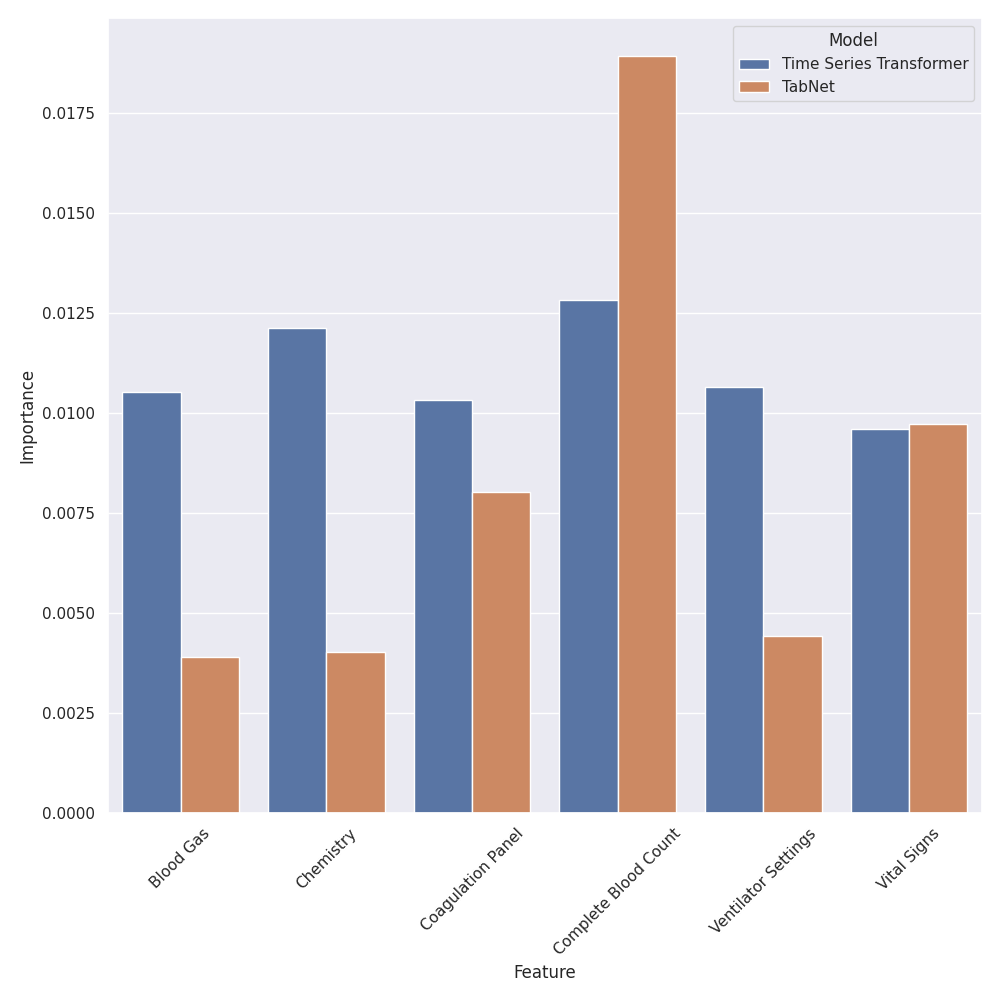 Model
Time Series Transformer
TabNet
0.0175
0.0150
0.0125
0.0100
0.0075
0.0050
0.0025
0.0000
Importance
Blood Gas
Chemistry
Coagulation Panel
Complete Blood Count
Ventilator Settings
Vital Signs
Feature